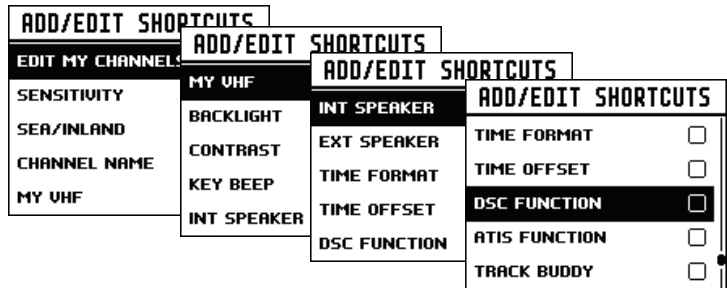 ADD/EDIT SHORTCUTS
EDIT MY CHANNELS
SENSITIVITY
SEA/INLAND
CHANNEL NAME
MY VHF
ADD/EDIT SHORTCUTS
MY VHF
BACKLIGHT
CONTRAST
KEY BEEP
INT SPEAKER
ADD/EDIT SHORTCUTS
INT SPEAKER
EXT SPEAKER
TIME FORMAT
TIME OFFSET
DSC FUNCTION
ADD/EDIT SHORTCUTS
TIME FORMAT
TIME OFFSET
DSC FUNCTION
ATIS FUNCTION
TRACK BUDDY